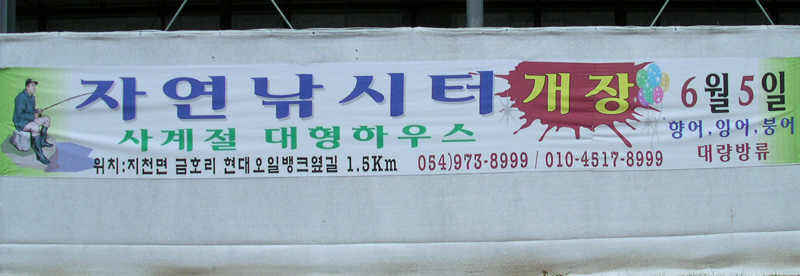 자연낚시터 개장 6월5일
사계절 대형하우스 향어,잉어,붕어
대량방류
위치:지천면 금호리 현대오일뱅크옆길 1.5Km 054)973-8999 / 010-4517-8999